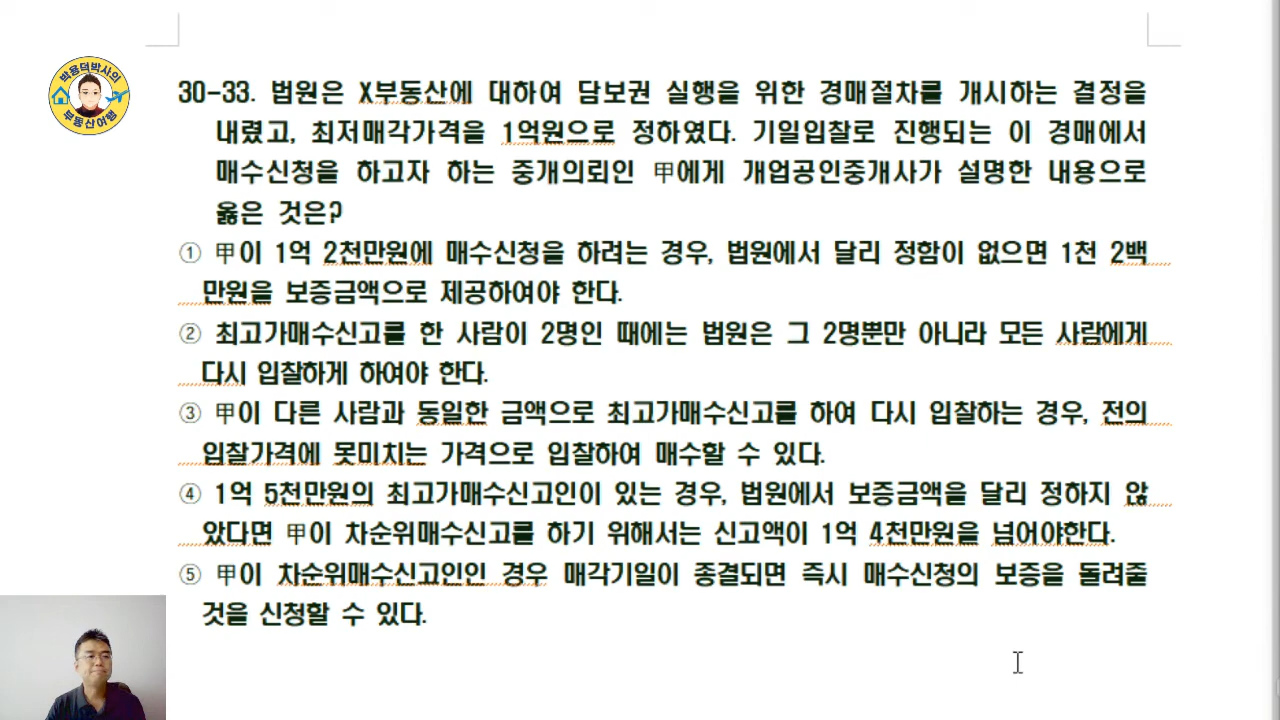 박용덕박사의
부동산여행
30-33. 법원은 X부동산에 대하여 담보권 실행을 위한 경매절차를 개시하는 결정을
내렸고, 최저매각가격을 1억원으로 정하였다. 기일입찰로 진행되는 이 경매에서
매수신청을 하고자 하는 중개의뢰인 甲에게 개업공인중개사가 설명한 내용으로
옳은 것은?
① 甲이 1억 2천만원에 매수신청을 하려는 경우, 법원에서 달리 정함이 없으면 1천 2백
만원을 보증금액으로 제공하여야 한다.
② 최고가매수신고를 한 사람이 2명인 때에는 법원은 그 2명뿐만 아니라 모든 사람에게
다시 입찰하게 하여야 한다.
③ 甲이 다른 사람과 동일한 금액으로 최고가매수신고를 하여 다시 입찰하는 경우, 전의
입찰가격에 못미치는 가격으로 입찰하여 매수할 수 있다.
④ 1억 5천만원의 최고가매수신고인이 있는 경우, 법원에서 보증금액을 달리 정하지 않
았다면 甲이 차순위매수신고를 하기 위해서는 신고액이 1억 4천만원을 넘어야한다.
⑤ 甲이 차순위매수신고인인 경우 매각기일이 종결되면 즉시 매수신청의 보증을 돌려줄
것을 신청할 수 있다.